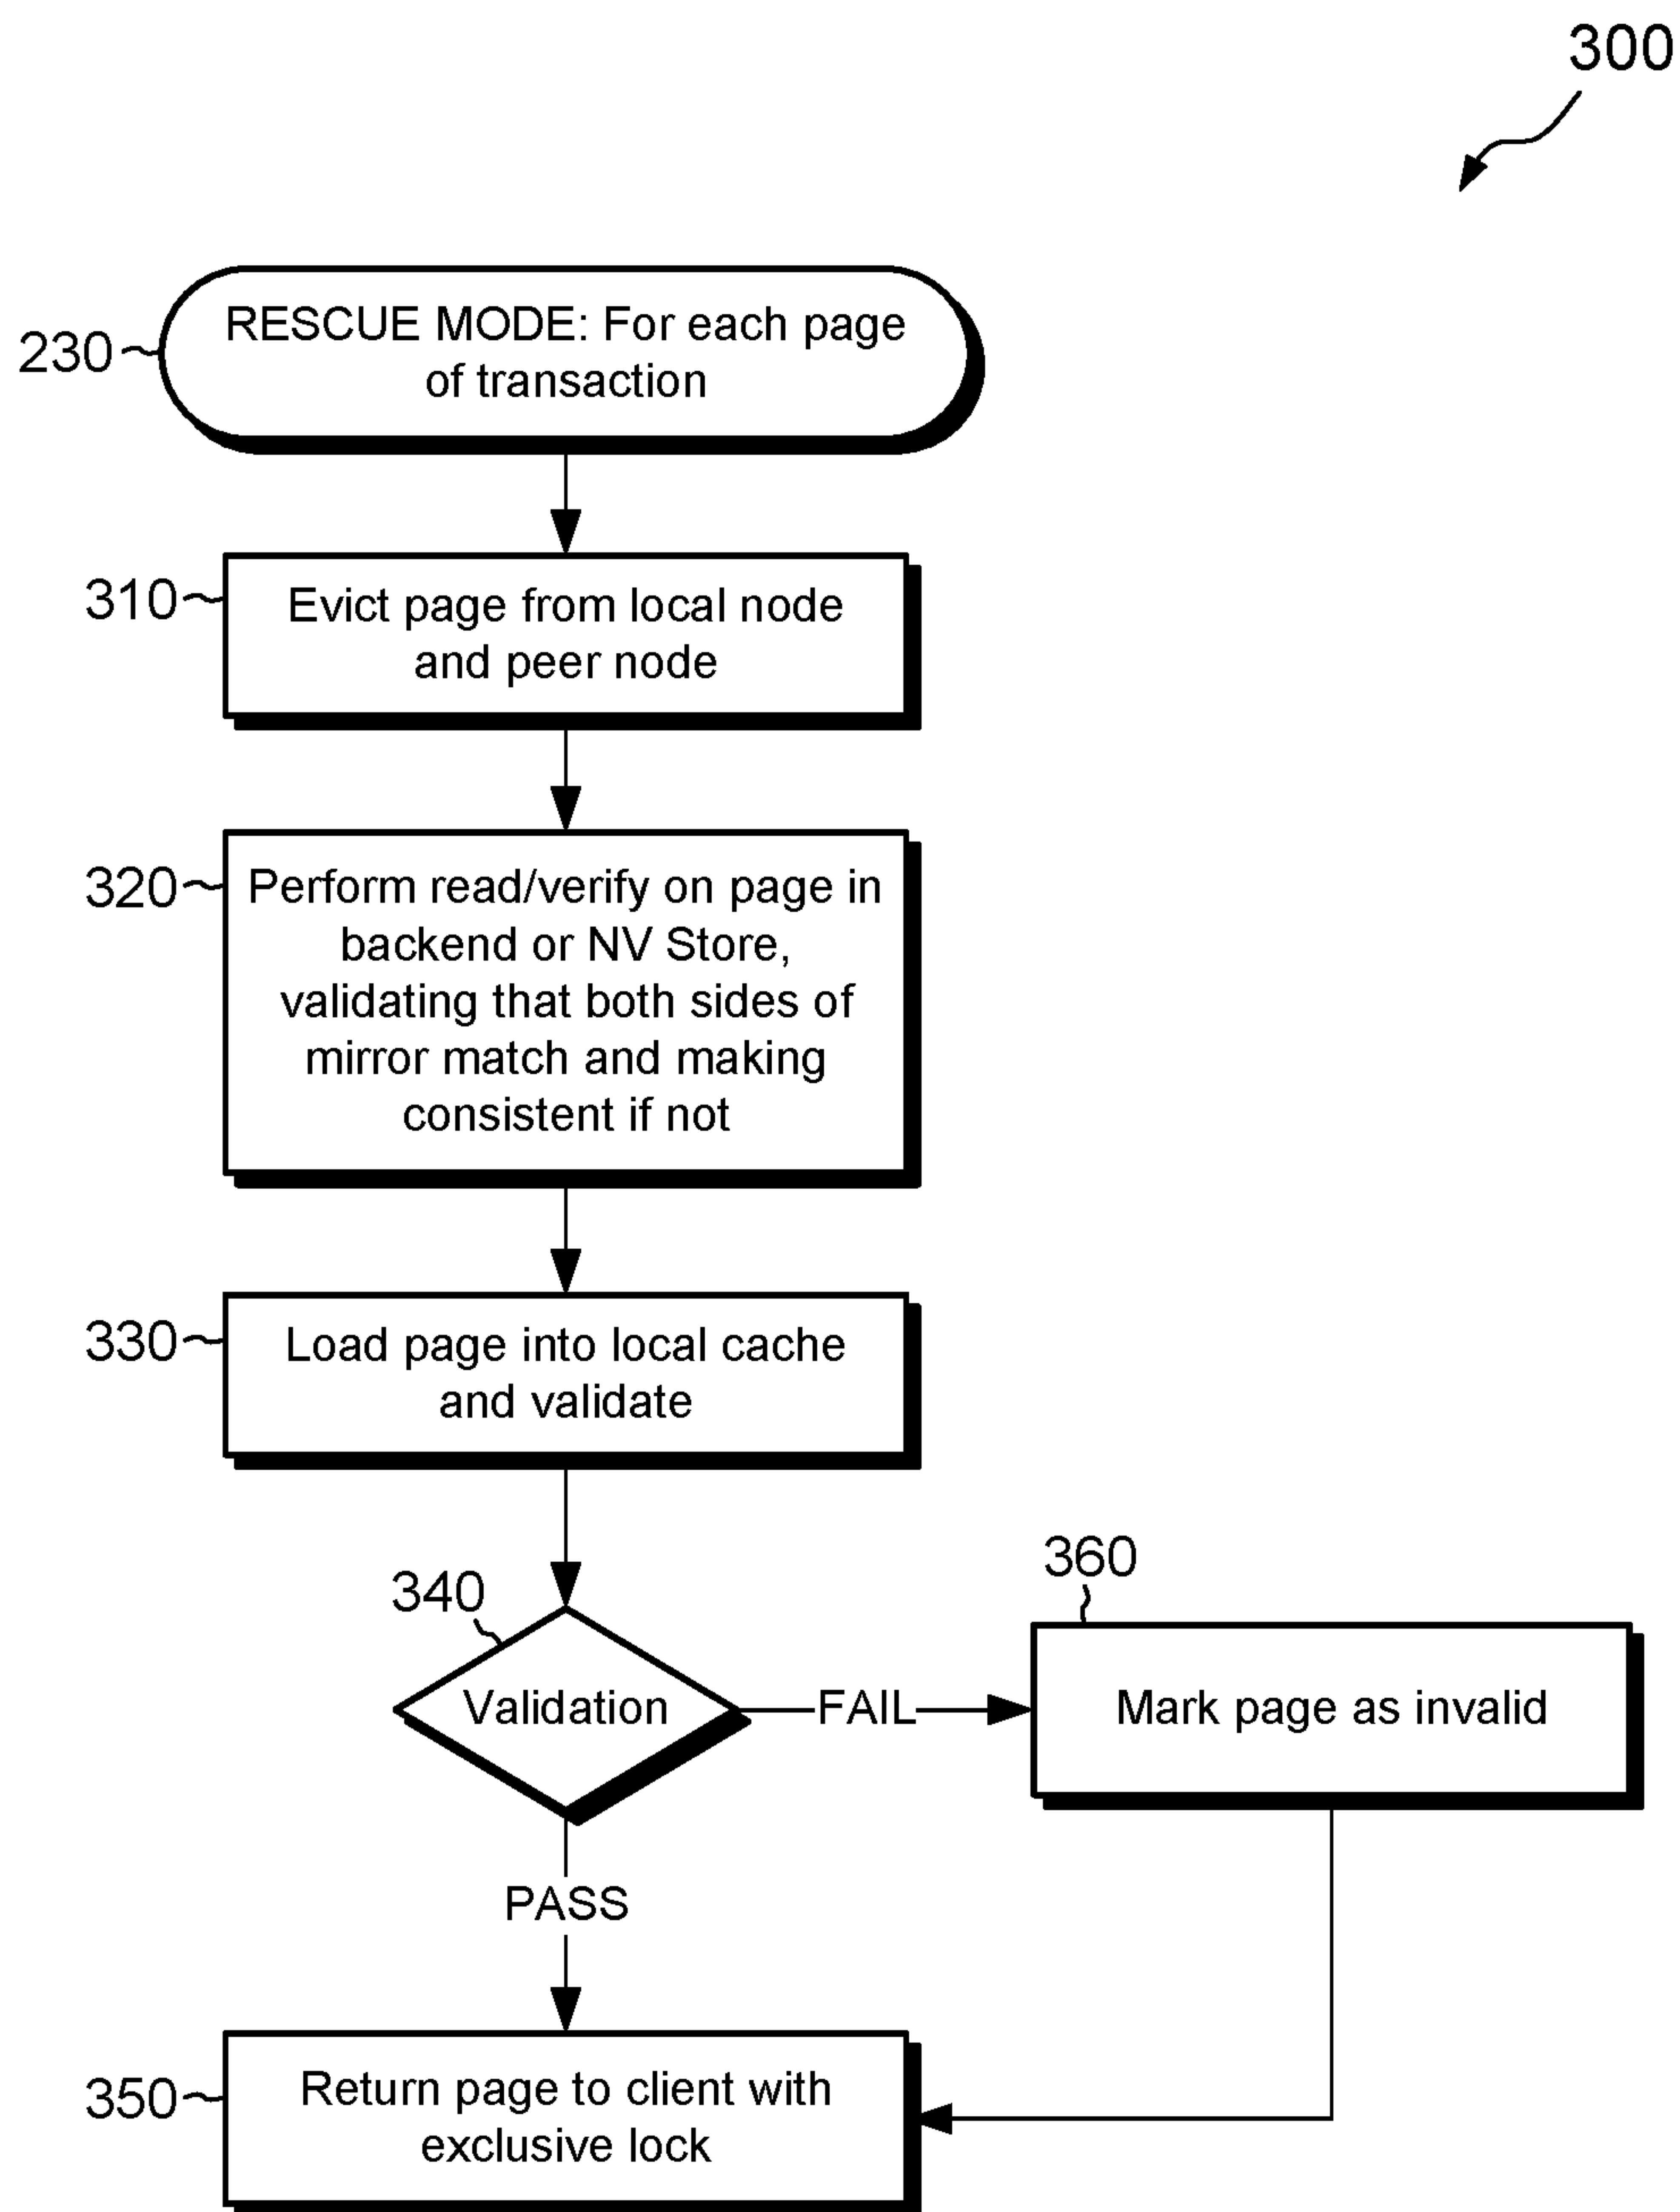 300
230
RESCUE MODE: For each page
of transaction
310
Evict page from local node
and peer node
320
Perform read/verify on page in
backend or NV Store,
validating that both sides of
mirror match and making
consistent if not
330
Load page into local cache
and validate
340
Validation
FAIL
360
Mark page as invalid
PASS
350
Return page to client with
exclusive lock